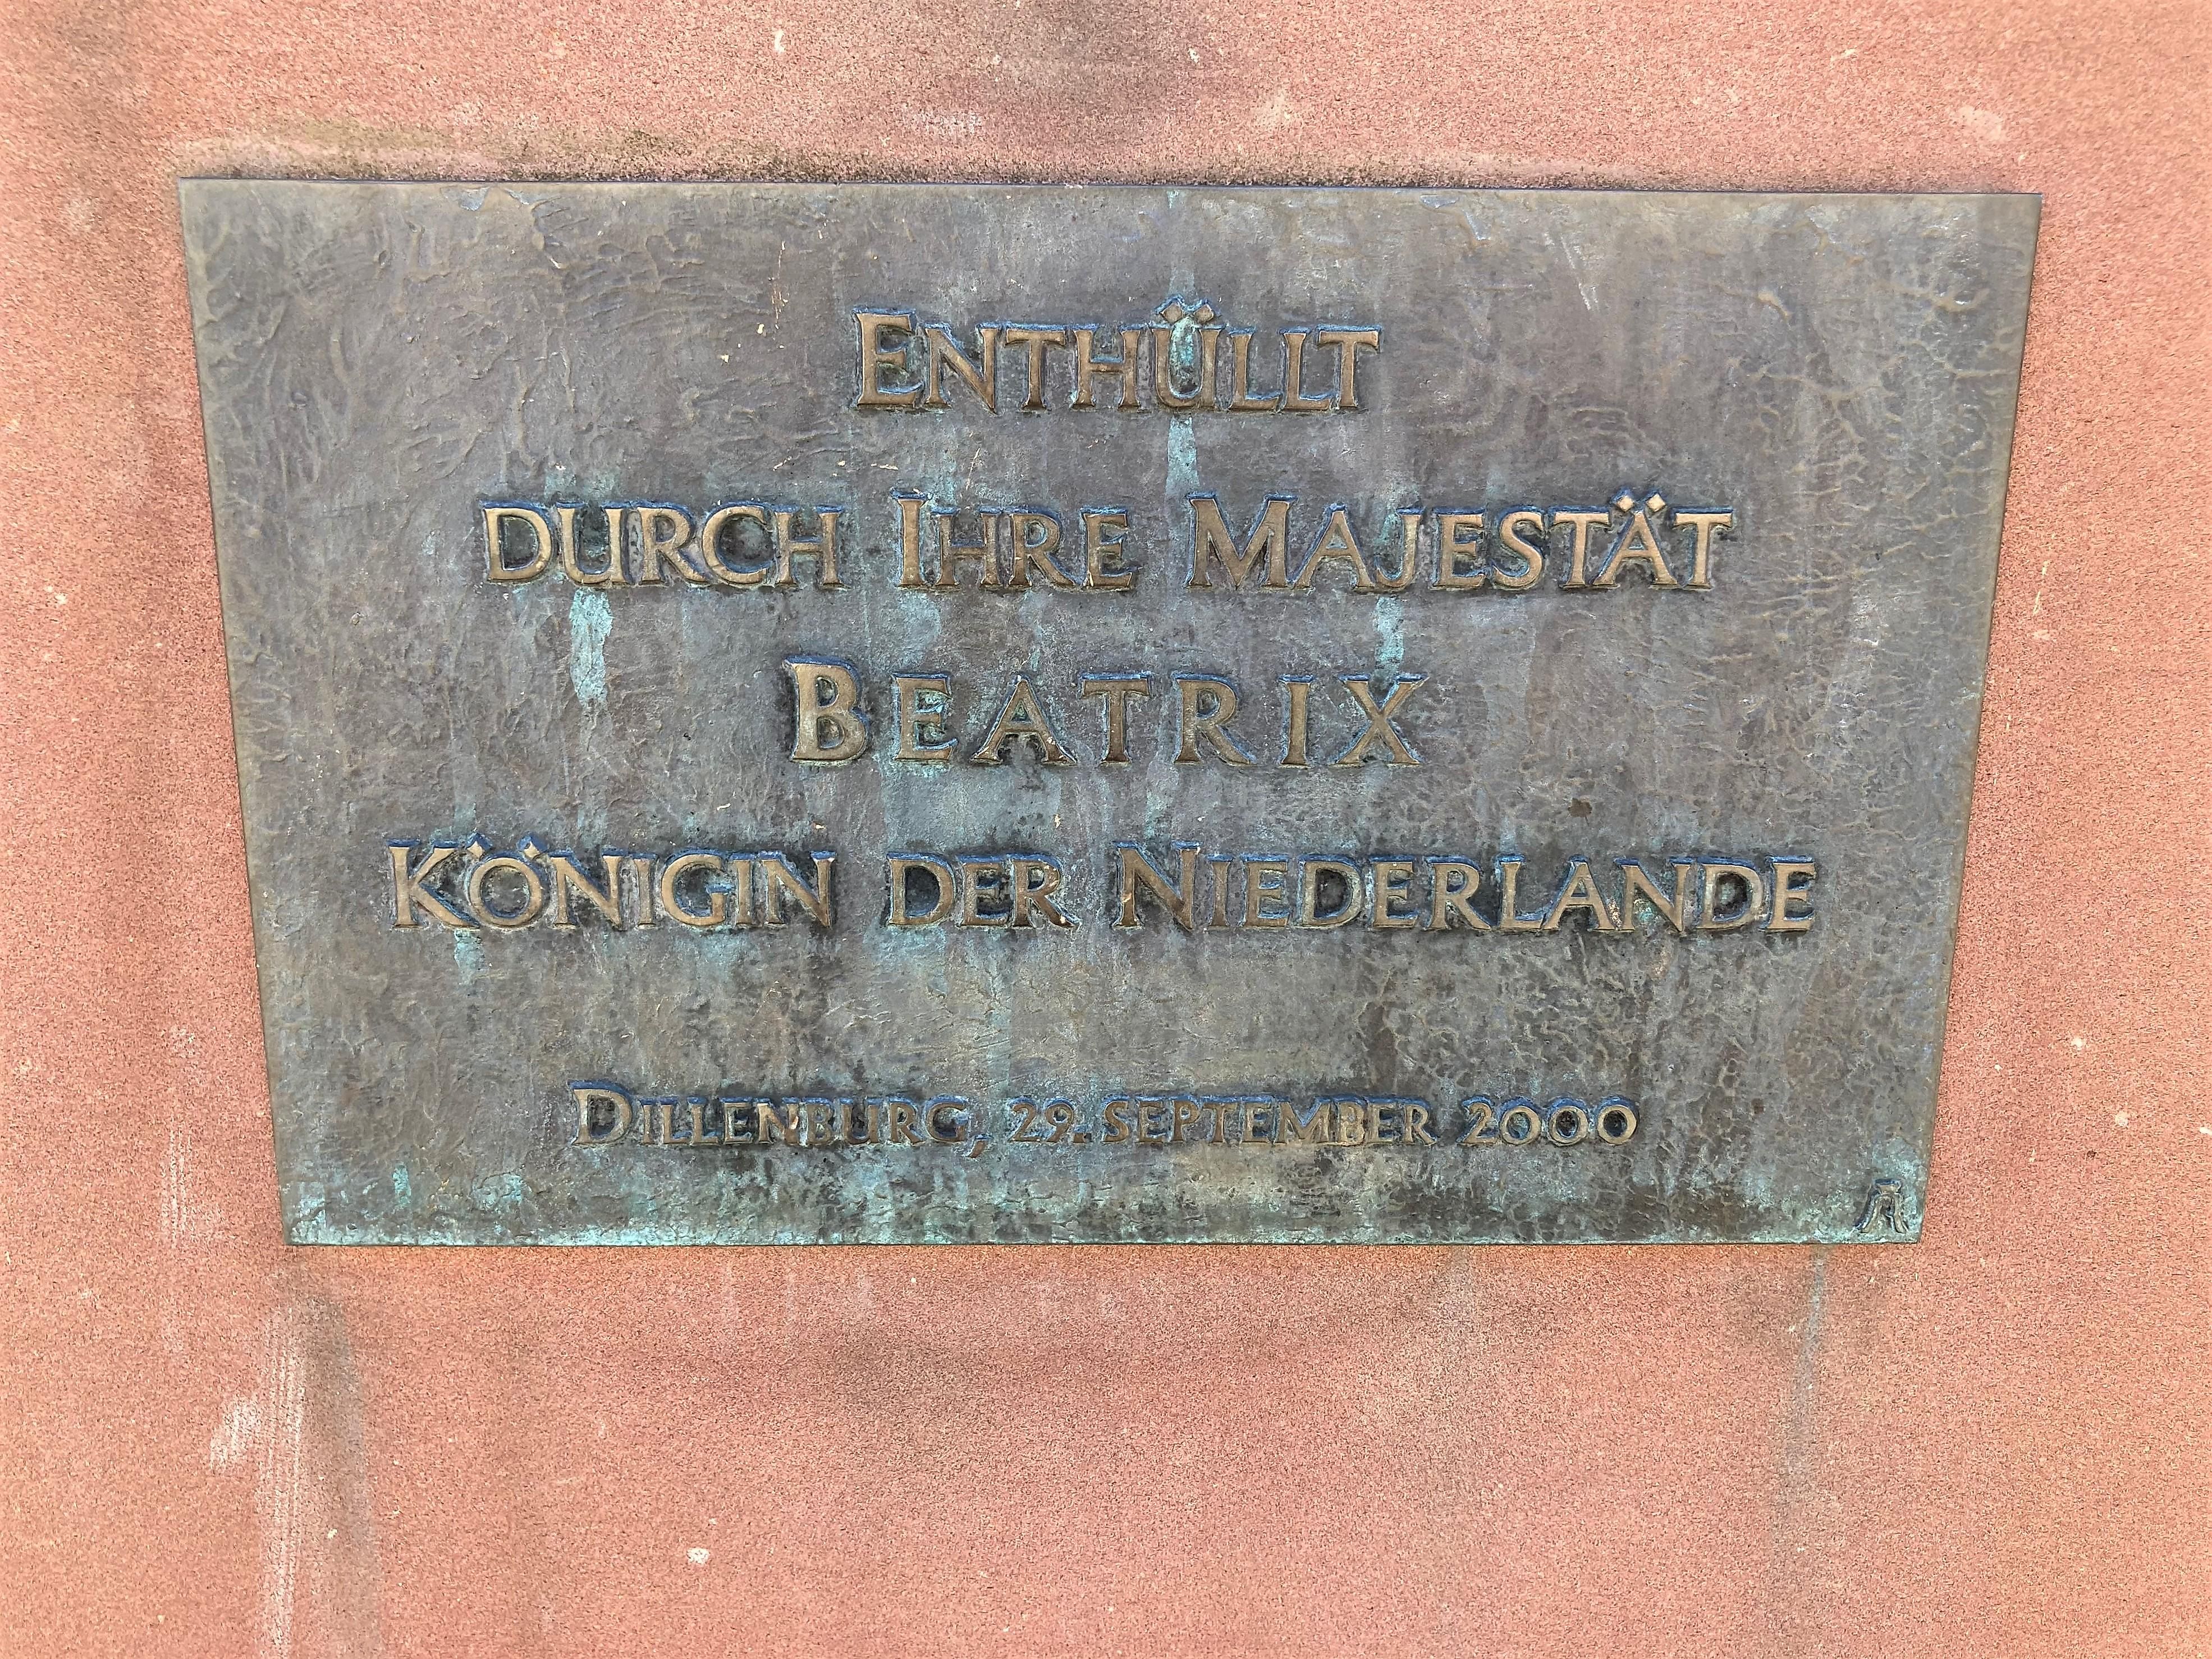 Enthüllt
durch Ihre Majestät
Beatrix
Königin der Niederlande
Dillenburg, 29. September 2000